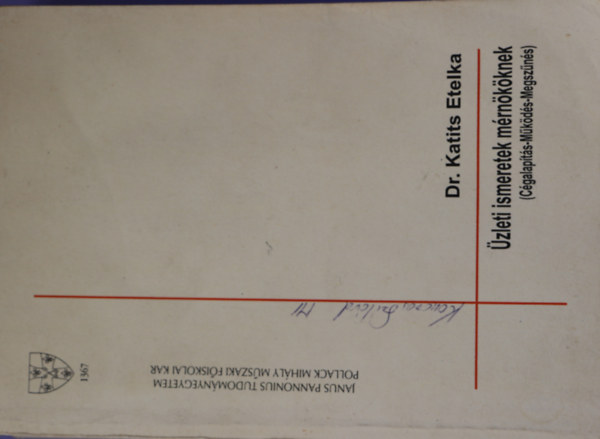 JANUS PANNONIUS TUDOMÁNYEGYETEM
POLLACK MIHÁLY MŰSZAKI FŐISKOLAI KAR
1367
Dr. Katits Etelka
Üzleti ismeretek mérnököknek
(Cégalapítás-Működés-Megszűnés)